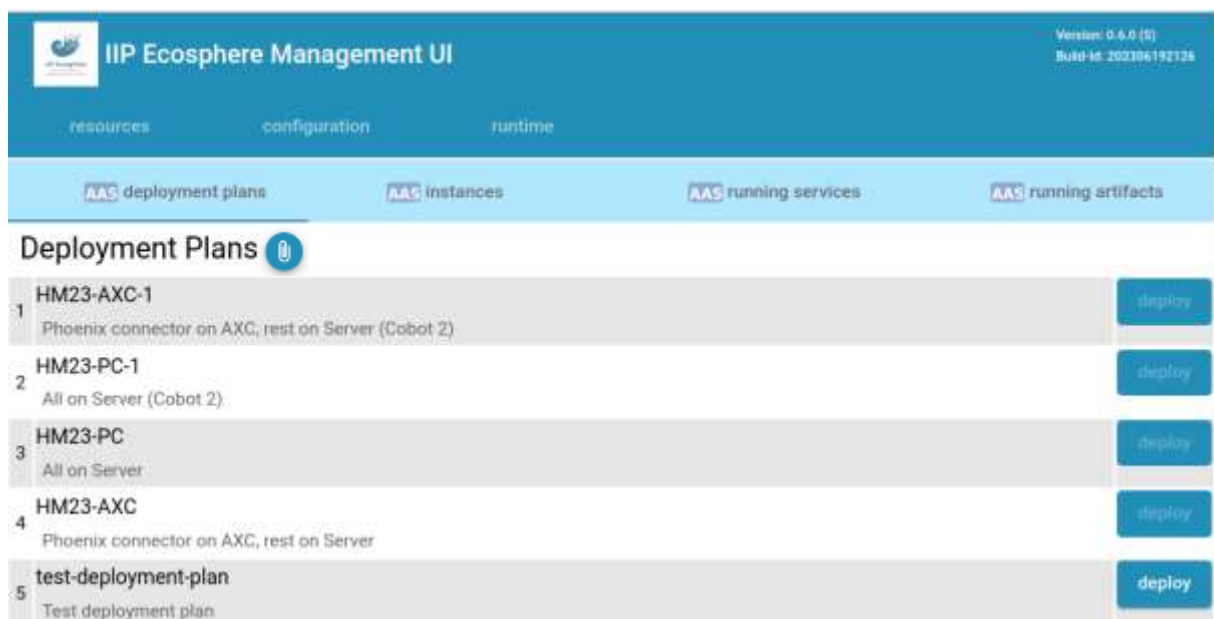 Version: 0.6.0 (S)
IIP Ecosphere Management UI
Build-Id: 202306192126
resources configuration runtime
AAS deployment plans AAS instances AAS running services AAS running artifacts
Deployment Plans
1 HM23-AXC-1 deploy
Phoenix connector on AXC, rest on Server (Cobot 2)
2 HM23-PC-1 deploy
All on Server (Cobot 2)
3 HM23-PC deploy
All on Server
4 HM23-AXC deploy
Phoenix connector on AXC, rest on Server
5 test-deployment-plan deploy
Test deployment plan